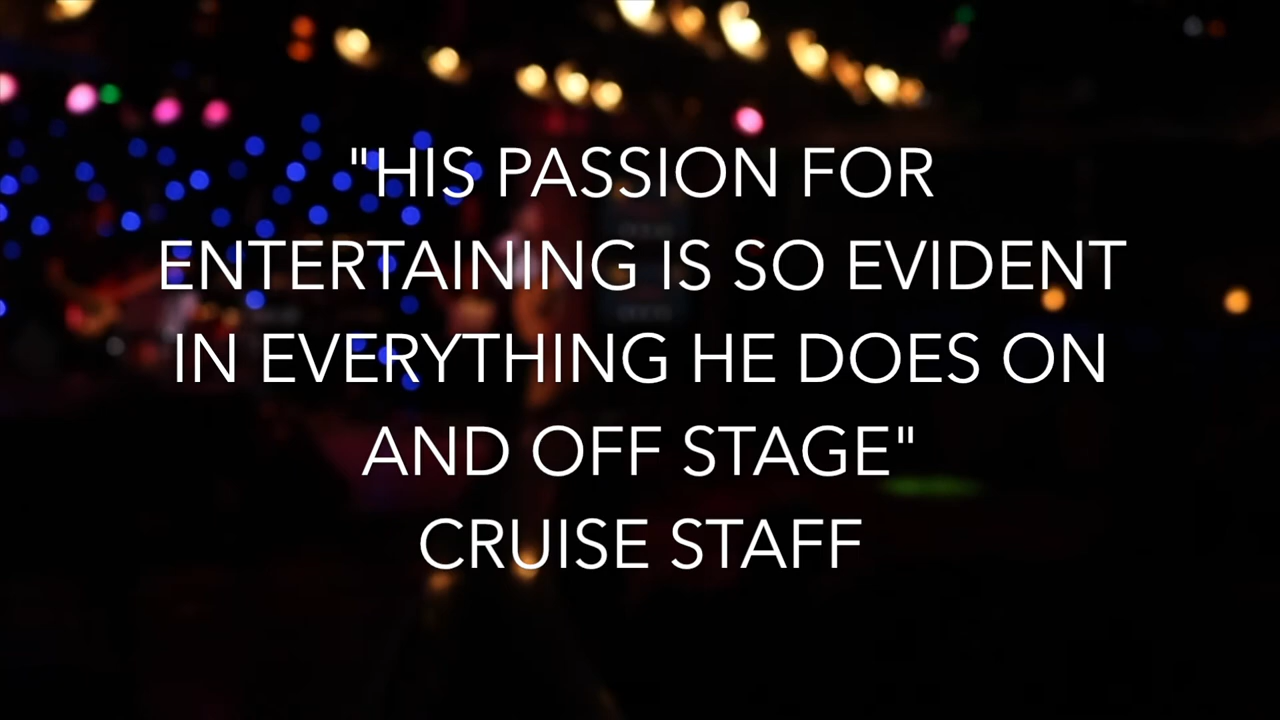 "HIS PASSION FOR
ENTERTAINING IS SO EVIDENT
IN EVERYTHING HE DOES ON
AND OFF STAGE"
CRUISE STAFF